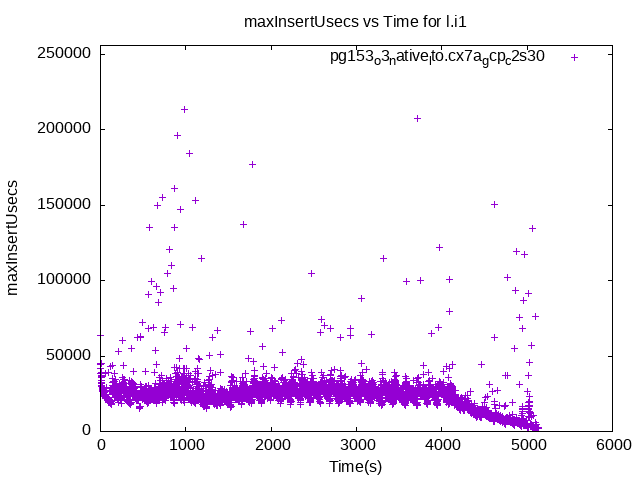 maxInsertUsecs vs Time for l.i1
250000
pg153o3native lto.cx7agcpc2s30
200000
150000
maxInsertUsecs
100000
50000
0
0 1000 2000 3000 4000 5000 6000
Time(s)